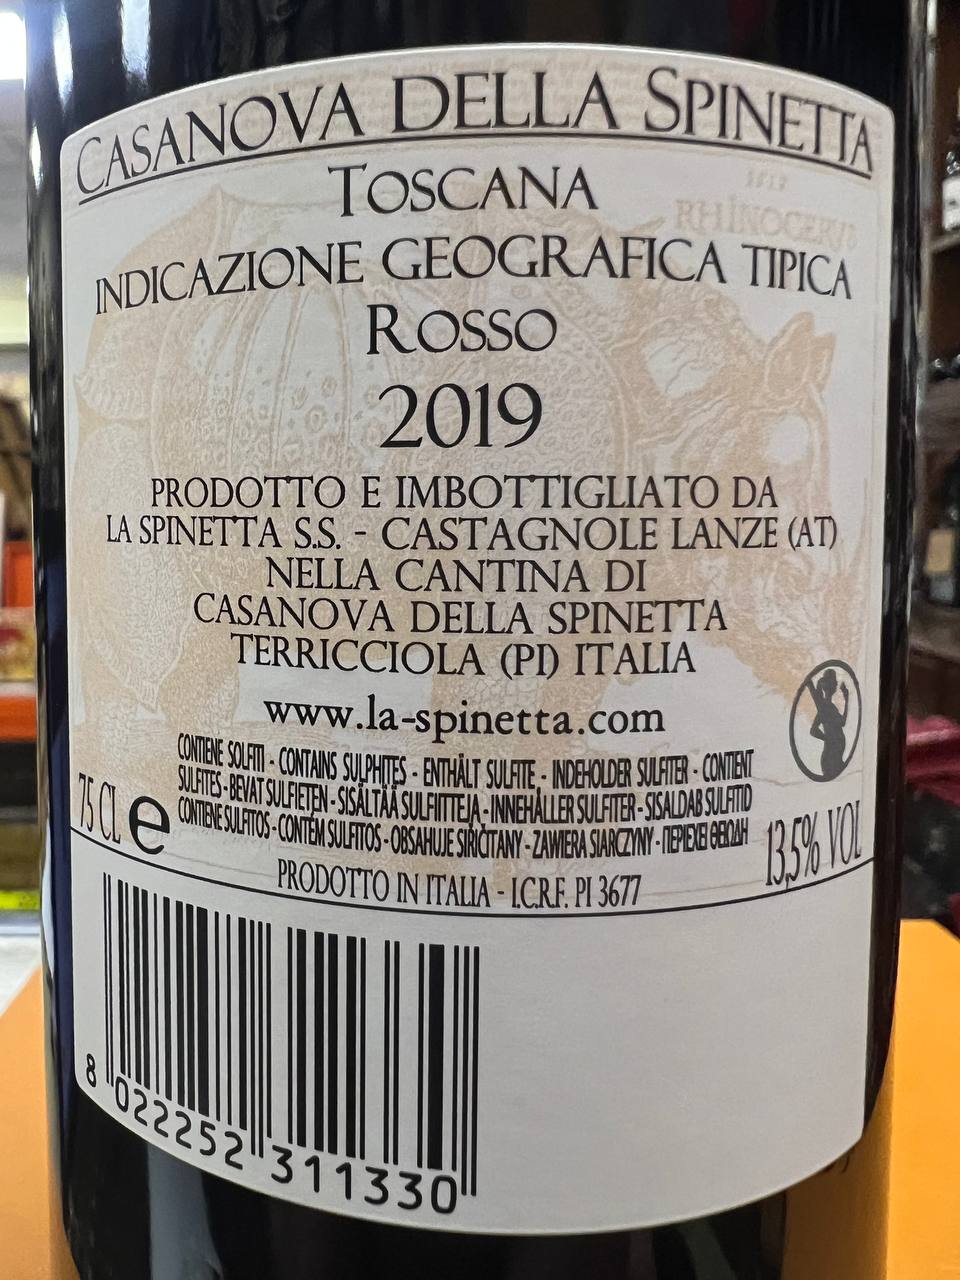 CASANOVA DELLA SPINETTA
TOSCANA
1515
RHINOCERVS
INDICAZIONE GEOGRAFICA TIPICA
ROSSO
2019
PRODOTTO E IMBOTTIGLIATO DA
LA SPINETTA S.S. - CASTAGNOLE LANZE (AT)
NELLA CANTINA DI
CASANOVA DELLA SPINETTA
TERRICCIOLA (PI) ITALIA
www.la-spinetta.com
CONTIENE SOLFITI - CONTAINS SULPHITES - ENTHÄLT SULFITE - INDEHOLDER SULFITER - CONTIENT
SULFITES - BEVAT SULFIETEN - SISÄLTÄÄ SULFIITTEJA - INNEHÅLLER SULFITER - SISALDAB SULFITID
CONTIENE SULFITOS - CONTÉM SULFITOS - OBSAHUJE SIŘIČITANY - ZAWIERA SIARCZYNY - ΠΕΡΙΕΧΕΙ ΘΕΙΩΔΗ
75 CL e
13,5% VOL
PRODOTTO IN ITALIA - I.C.R.F. PI 3677
8 022252 311330